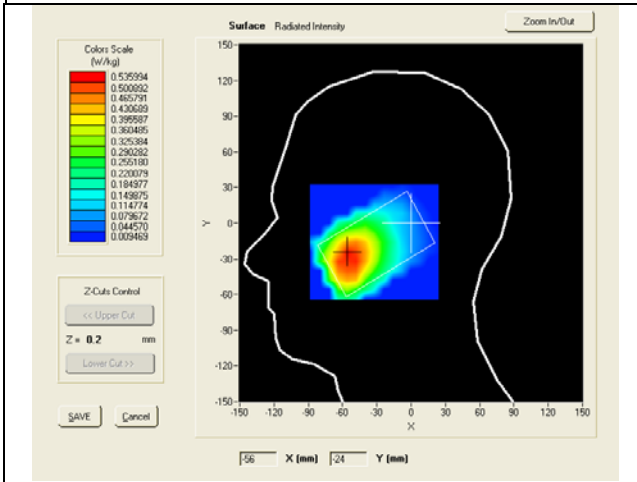 Surface Radiated Intensity
Zoom In/Out
Colors Scale
(W/kg)
0.535994
0.500892
0.465791
0.430689
0.395587
0.360485
0.325384
0.290282
0.255180
0.220079
0.184977
0.149875
0.114774
0.079672
0.044570
0.009469
Z-Cuts Control
<< Upper Cut
Z = 0.2 mm
Lower Cut >>
SAVE Cancel
150
120
90
60
30
0
-30
-60
-90
-120
-150
Y
-150 -120 -90 -60 -30 0 30 60 90 120 150
X
-56 X (mm) -24 Y (mm)